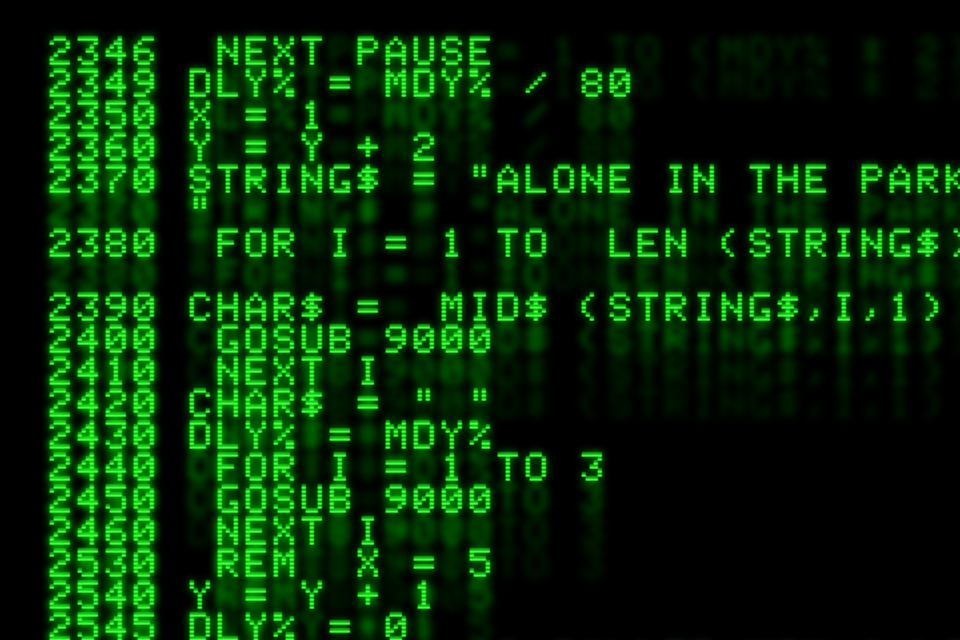 2346 NEXT PAUSE
2349 DLY% = MDY% / 80
2350 X = 1
2360 Y = Y + 2
2370 STRING$ = "ALONE IN THE PARK
"
2380 FOR I = 1 TO LEN (STRING$)
2390 CHAR$ = MID$ (STRING$,I,1)
2400 GOSUB 9000
2410 NEXT I
2420 CHAR$ = " "
2430 DLY% = MDY%
2440 FOR I = 1 TO 3
2450 GOSUB 9000
2460 NEXT I
2530 REM X = 5
2540 Y = Y + 1
2545 DLY% = 0